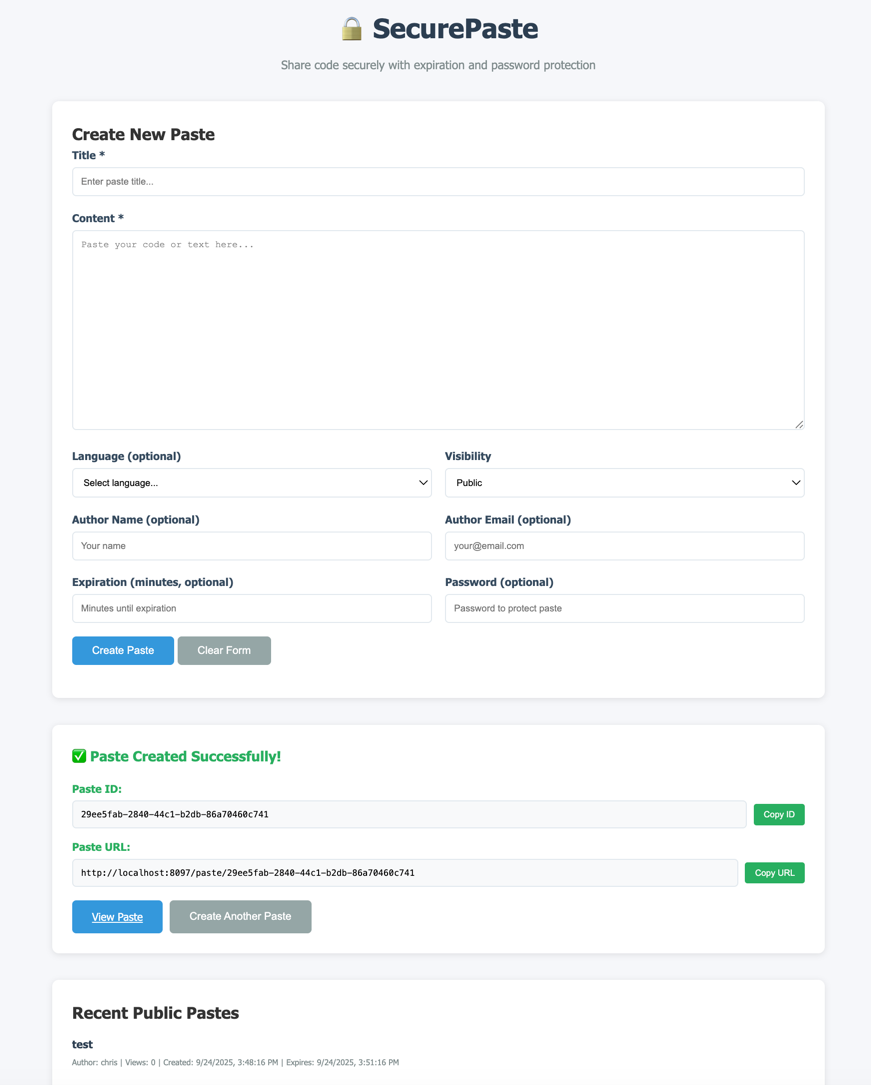 SecurePaste
Share code securely with expiration and password protection
Create New Paste
Title *
Enter paste title...
Content *
Paste your code or text here...
Language (optional)
Visibility
Select language...
Public
Author Name (optional)
Author Email (optional)
Your name
your@email.com
Expiration (minutes, optional)
Password (optional)
Minutes until expiration
Password to protect paste
Create Paste
Clear Form
Paste Created Successfully!
Paste ID:
29ee5fab-2840-44c1-b2db-86a70460c741
Copy ID
Paste URL:
http://localhost:8097/paste/29ee5fab-2840-44c1-b2db-86a70460c741
Copy URL
View Paste
Create Another Paste
Recent Public Pastes
test
Author: chris | Views: 0 | Created: 9/24/2025, 3:48:16 PM | Expires: 9/24/2025, 3:51:16 PM